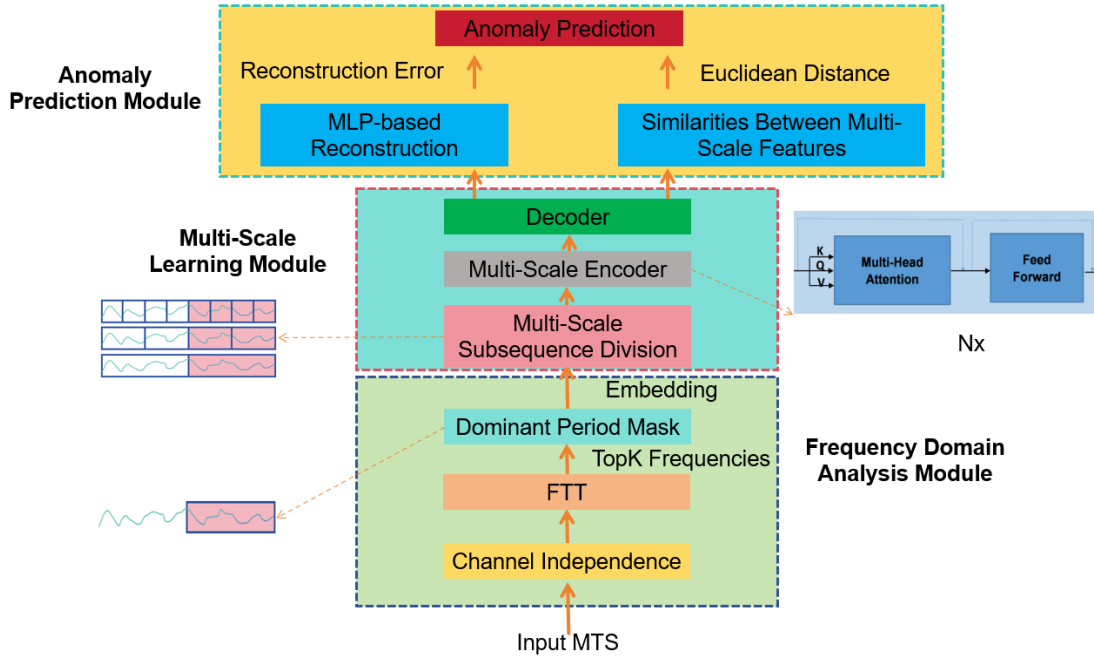 Anomaly Prediction
Reconstruction Error
Euclidean Distance
Anomaly
Prediction Module
MLP-based
Reconstruction
Similarities Between Multi-
Scale Features
Decoder
Multi-Scale
Learning Module
Multi-Scale Encoder
K
Q
V
Multi-Head
Attention
Feed
Forward
Multi-Scale
Subsequence Division
Nx
Embedding
Dominant Period Mask
TopK Frequencies
Frequency Domain
Analysis Module
FTT
Channel Independence
Input MTS